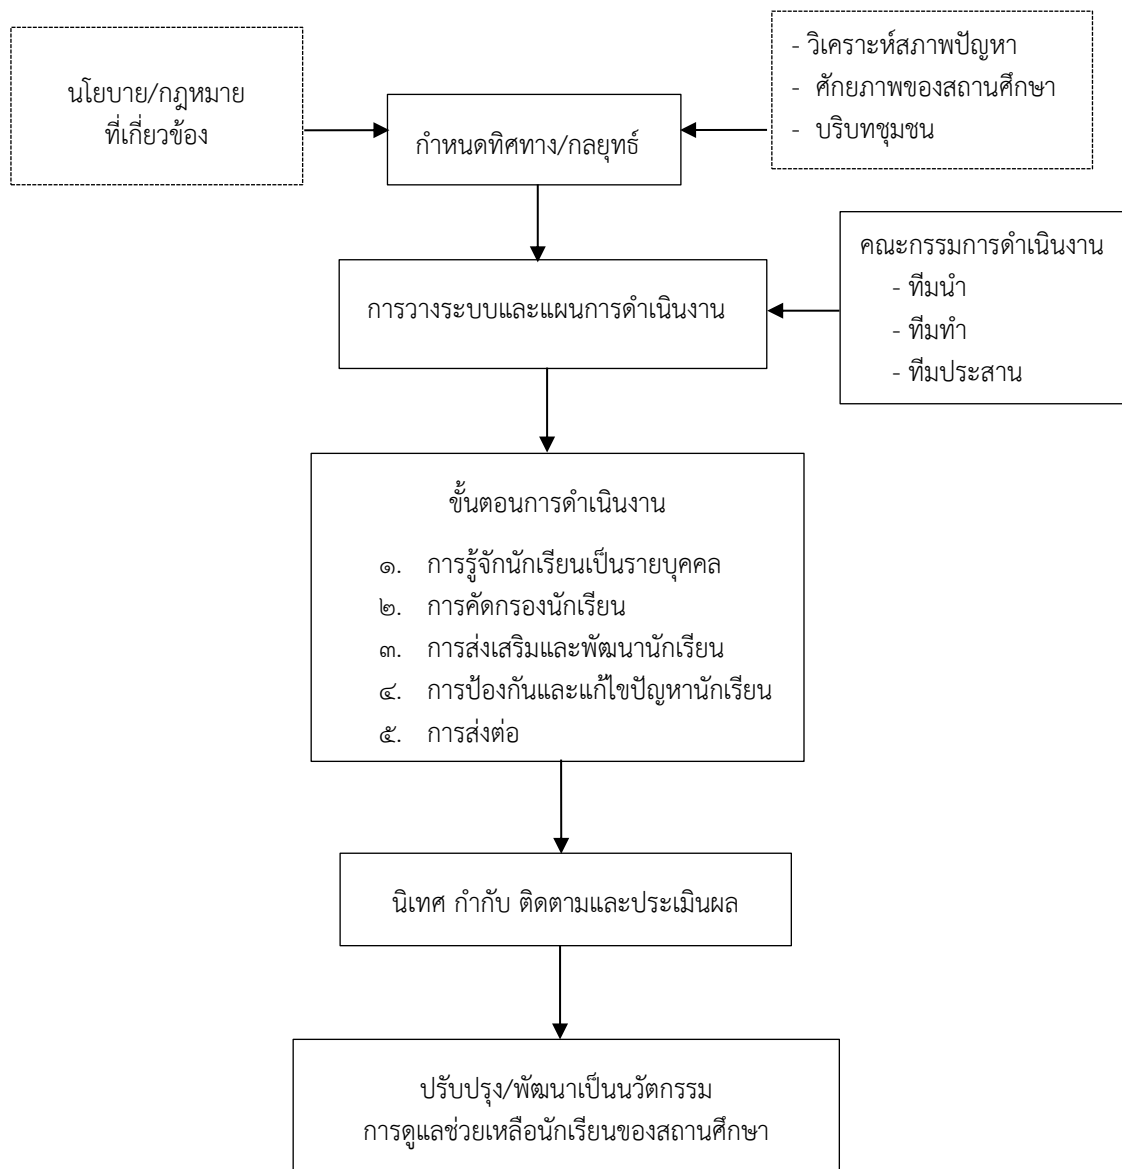 นโยบาย/กฎหมาย
ที่เกี่ยวข้อง
กำหนดทิศทาง/กลยุทธ์
- วิเคราะห์สภาพปัญหา
- ศักยภาพของสถานศึกษา
- บริบทชุมชน
การวางระบบและแผนการดำเนินงาน
คณะกรรมการดำเนินงาน
- ทีมนำ
- ทีมทำ
- ทีมประสาน
ขั้นตอนการดำเนินงาน
๑. การรู้จักนักเรียนเป็นรายบุคคล
๒. การคัดกรองนักเรียน
๓. การส่งเสริมและพัฒนานักเรียน
๔. การป้องกันและแก้ไขปัญหานักเรียน
๕. การส่งต่อ
นิเทศ กำกับ ติดตามและประเมินผล
ปรับปรุง/พัฒนาเป็นนวัตกรรม
การดูแลช่วยเหลือนักเรียนของสถานศึกษา